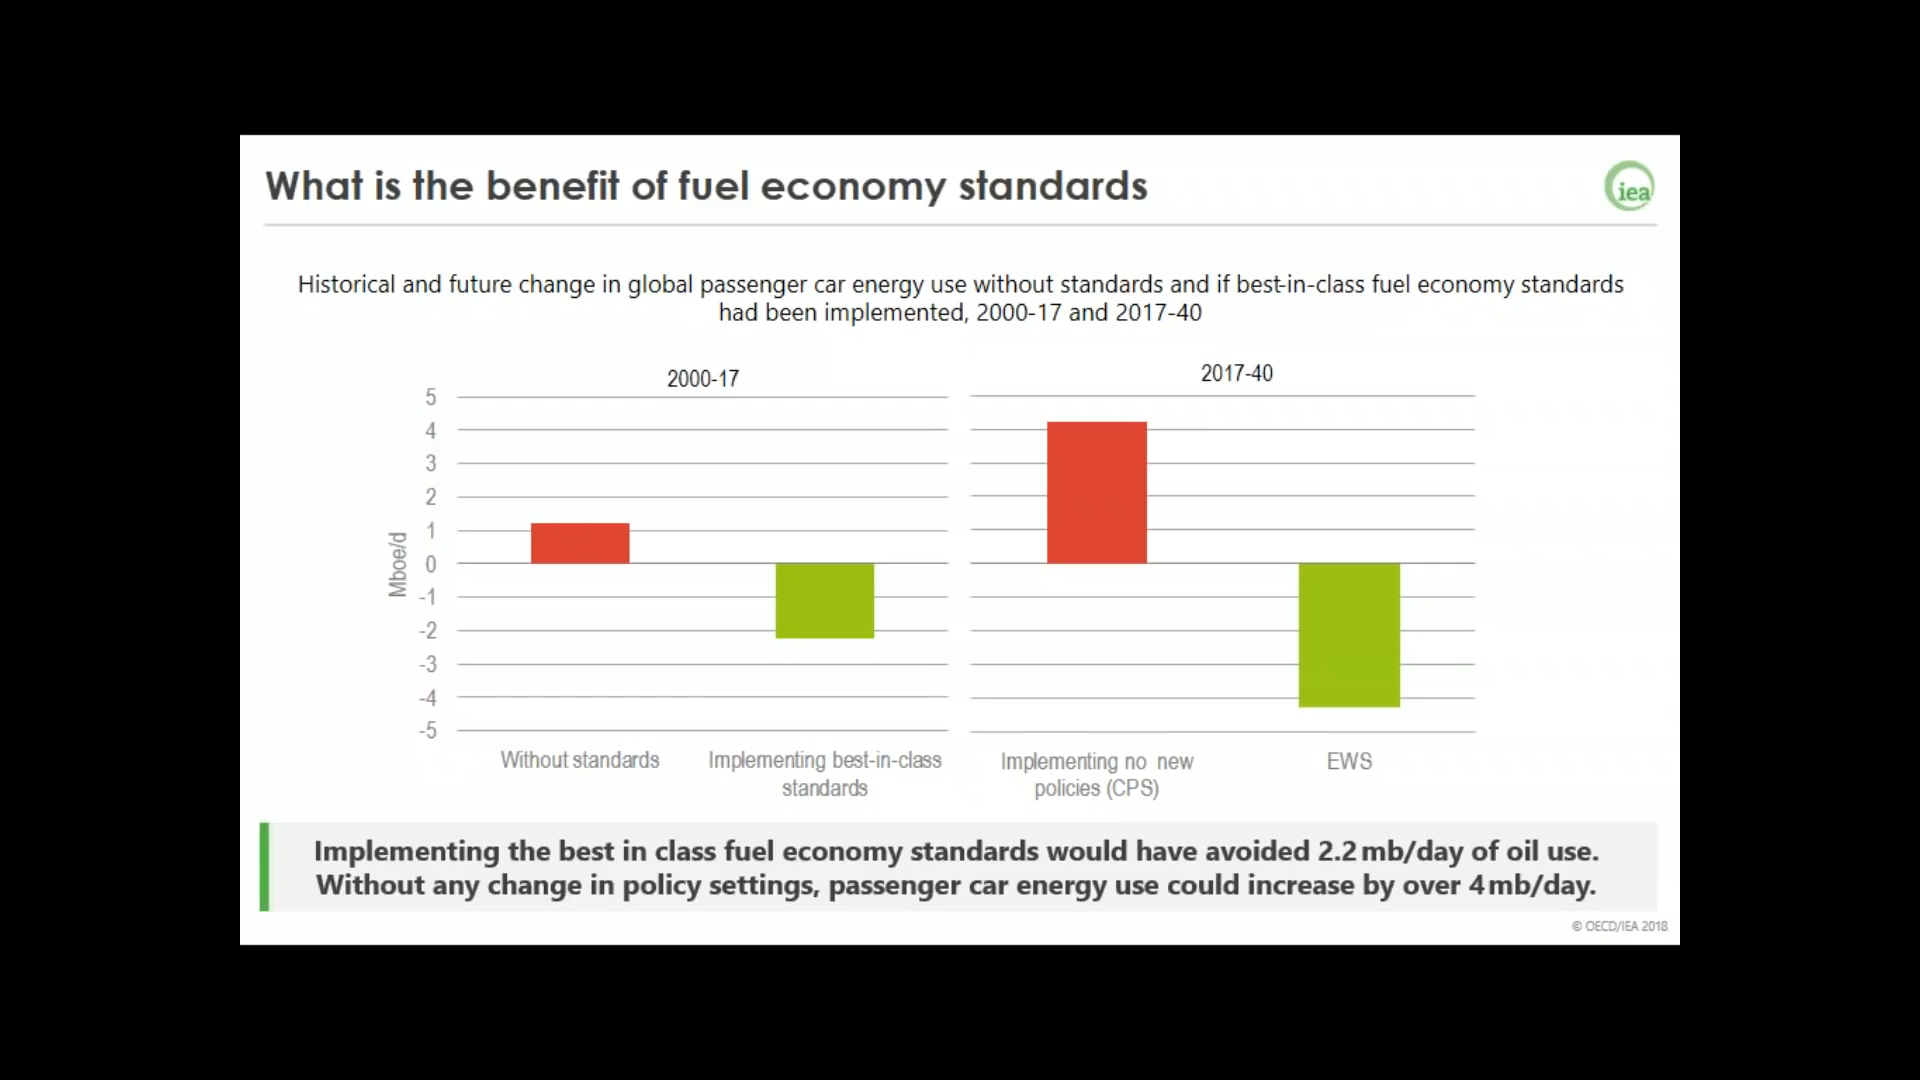 What is the benefit of fuel economy standards
iea
Historical and future change in global passenger car energy use without standards and if best-in-class fuel economy standards
had been implemented, 2000-17 and 2017-40
2000-17
2017-40
Mboe/d
5
4
3
2
1
0
-1
-2
-3
-4
-5
Without standards
Implementing best-in-class
standards
Implementing no new
policies (CPS)
EWS
Implementing the best in class fuel economy standards would have avoided 2.2 mb/day of oil use.
Without any change in policy settings, passenger car energy use could increase by over 4 mb/day.
© OECD/IEA 2018